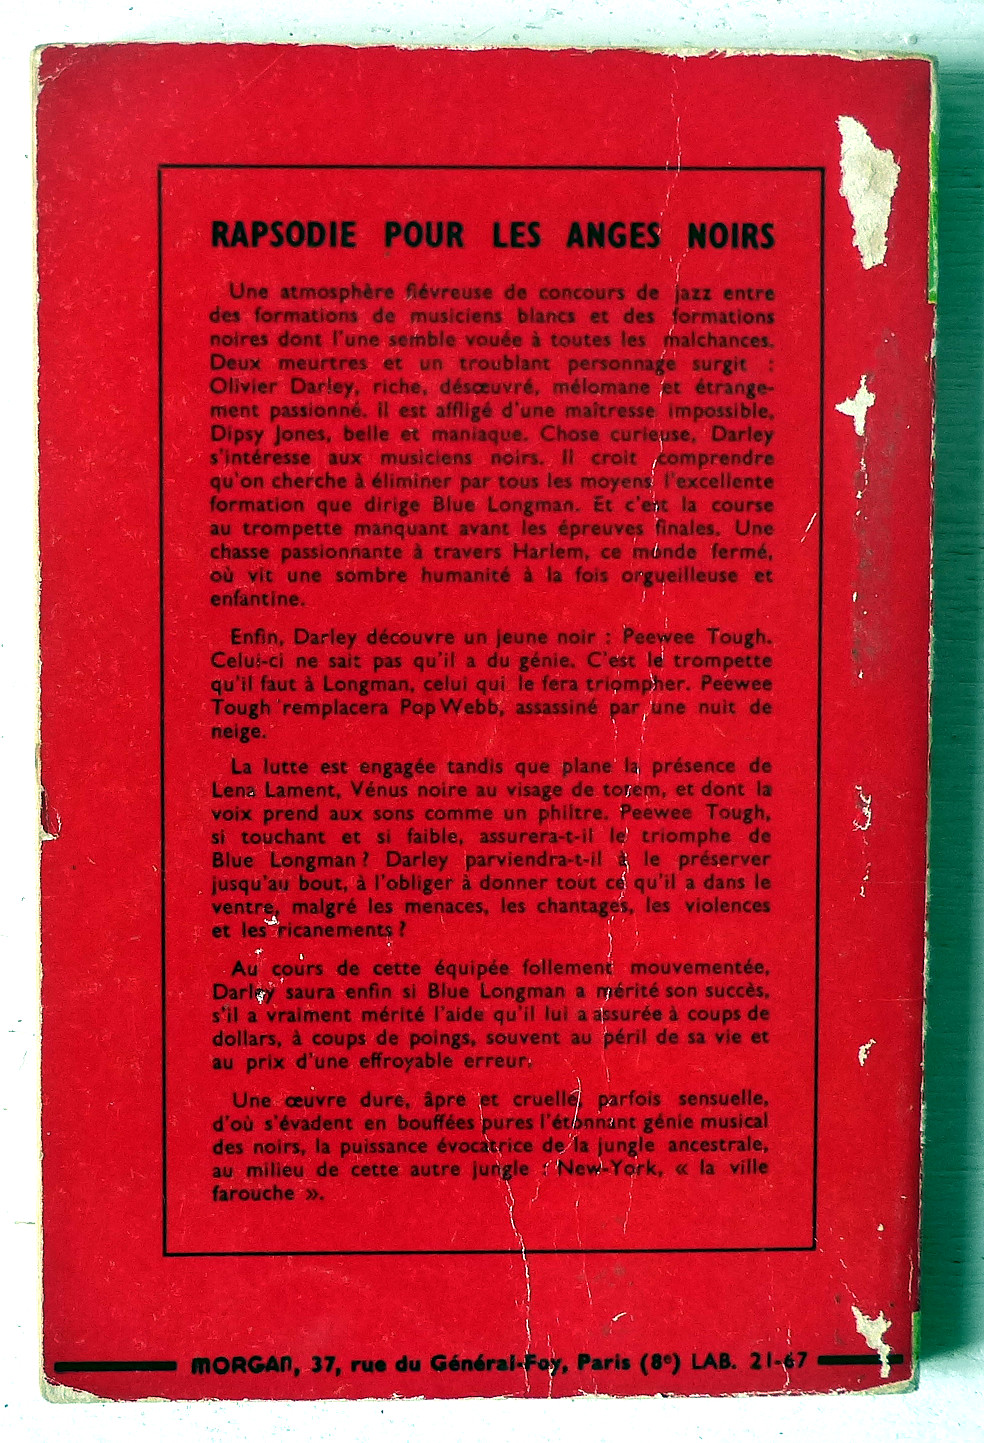 RAPSODIE POUR LES ANGES NOIRS
Une atmosphère fiévreuse de concours de jazz entre
des formations de musiciens blancs et des formations
noires dont l'une semble vouée à toutes les malchances.
Deux meurtres et un troublant personnage surgit :
Olivier Darley, riche, désœuvré, mélomane et étrange-
ment passionné. Il est affligé d'une maîtresse impossible,
Dipsy Jones, belle et maniaque. Chose curieuse, Darley
s'intéresse aux musiciens noirs. Il croit comprendre
qu'on cherche à éliminer par tous les moyens l'excellente
formation que dirige Blue Longman. Et c'est la course
au trompette manquant avant les épreuves finales. Une
chasse passionnante à travers Harlem, ce monde fermé,
où vit une sombre humanité à la fois orgueilleuse et
enfantine.
Enfin, Darley découvre un jeune noir : Peewee Tough.
Celui-ci ne sait pas qu'il a du génie. C'est le trompette
qu'il faut à Longman, celui qui le fera triompher. Peewee
Tough remplacera Pop Webb, assassiné par une nuit de
neige.
La lutte est engagée tandis que plane la présence de
Lena Lament, Vénus noire au visage de totem, et dont la
voix prend aux sons comme un philtre. Peewee Tough,
si touchant et si faible, assurera-t-il le triomphe de
Blue Longman ? Darley parviendra-t-il à le préserver
jusqu'au bout, à l'obliger à donner tout ce qu'il a dans le
ventre, malgré les menaces, les chantages, les violences
et les ricanements ?
Au cours de cette équipée follement mouvementée,
Darley saura enfin si Blue Longman a mérité son succès,
s'il a vraiment mérité l'aide qu'il lui a assurée à coups de
dollars, à coups de poings, souvent au péril de sa vie et
au prix d'une effroyable erreur.
Une œuvre dure, âpre et cruelle, parfois sensuelle,
d'où s'évadent en bouffées pures l'étonnant génie musical
des noirs, la puissance évocatrice de la jungle ancestrale,
au milieu de cette autre jungle : New-York, « la ville
farouche ».
MORGAN, 37, rue du Général-Foy, Paris (8e) LAB. 21-67